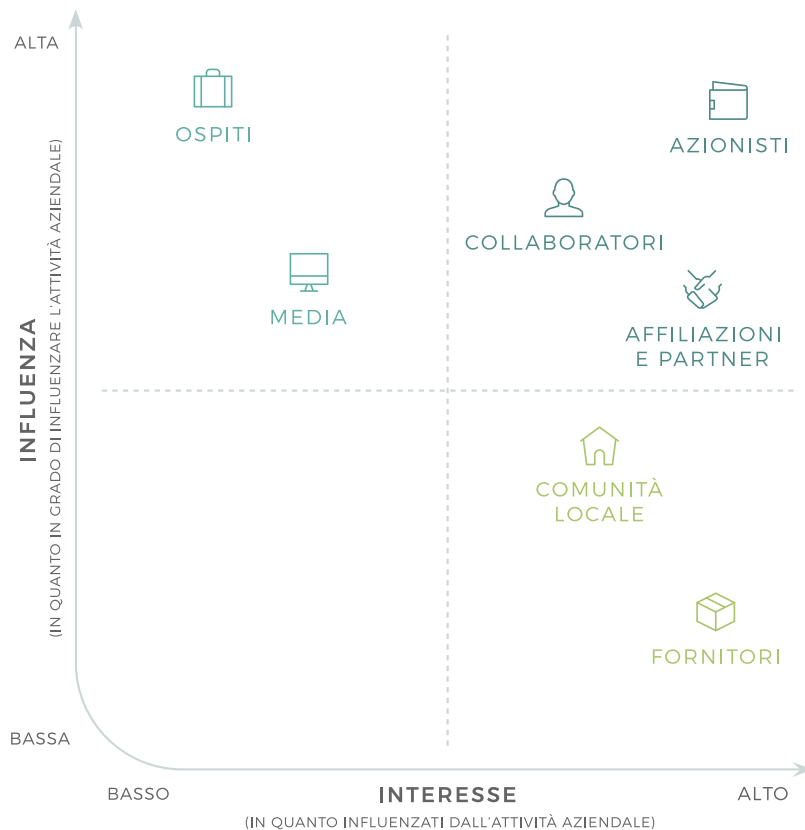 ALTA
OSPITI
AZIONISTI
COLLABORATORI
MEDIA
AFFILIAZIONI
E PARTNER
INFLUENZA
(IN QUANTO IN GRADO DI INFLUENZARE L'ATTIVITÀ AZIENDALE)
COMUNITÀ
LOCALE
FORNITORI
BASSA
BASSO
INTERESSE
ALTO
(IN QUANTO INFLUENZATI DALL'ATTIVITÀ AZIENDALE)